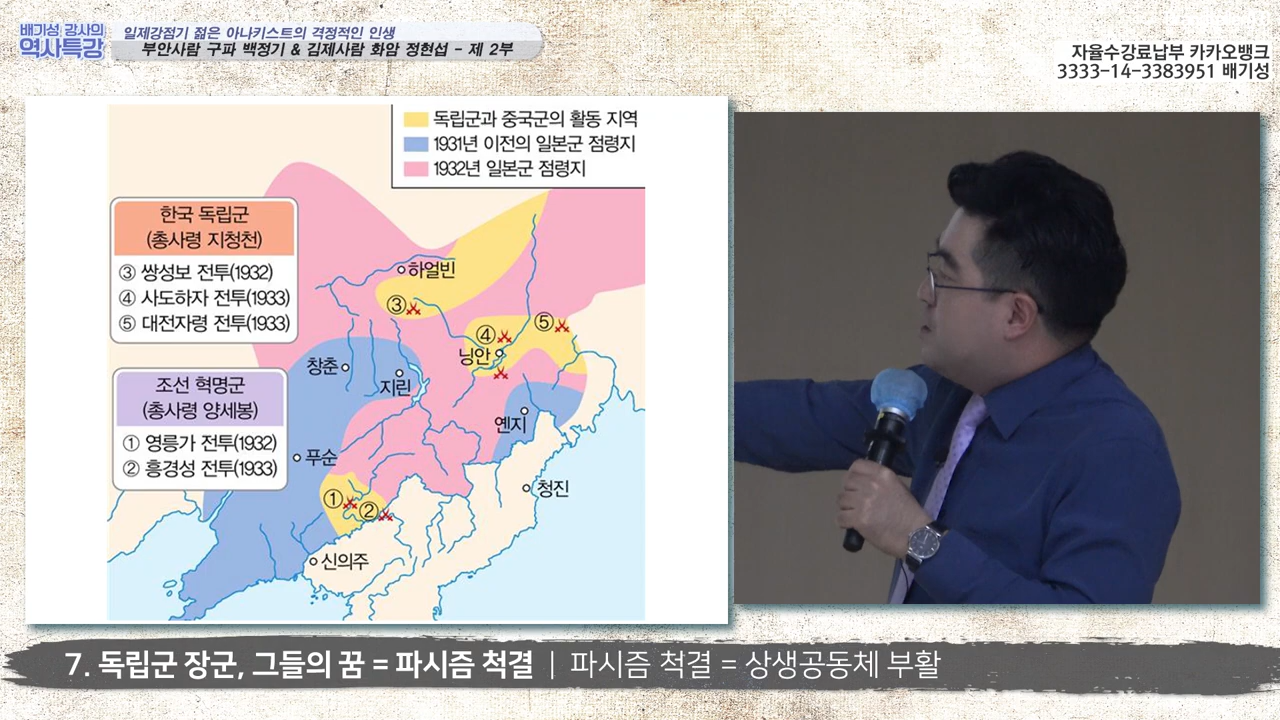 배기성 강사의
역사특강
일제강점기 젊은 아나키스트의 격정적인 인생
부안사람 구파 백정기 & 김제사람 화암 정현섭 - 제 2부
자율수강료납부 카카오뱅크
3333-14-3383951 배기성
독립군과 중국군의 활동 지역
1931년 이전의 일본군 점령지
1932년 일본군 점령지
한국 독립군
(총사령 지청천)
③ 쌍성보 전투(1932)
④ 사도하자 전투(1933)
⑤ 대전자령 전투(1933)
조선 혁명군
(총사령 양세봉)
① 영릉가 전투(1932)
② 흥경성 전투(1933)
하얼빈
③
④
⑤
닝안
창춘
지린
옌지
푸순
청진
①
②
신의주
7. 독립군 장군, 그들의 꿈 = 파시즘 척결 | 파시즘 척결 = 상생공동체 부활